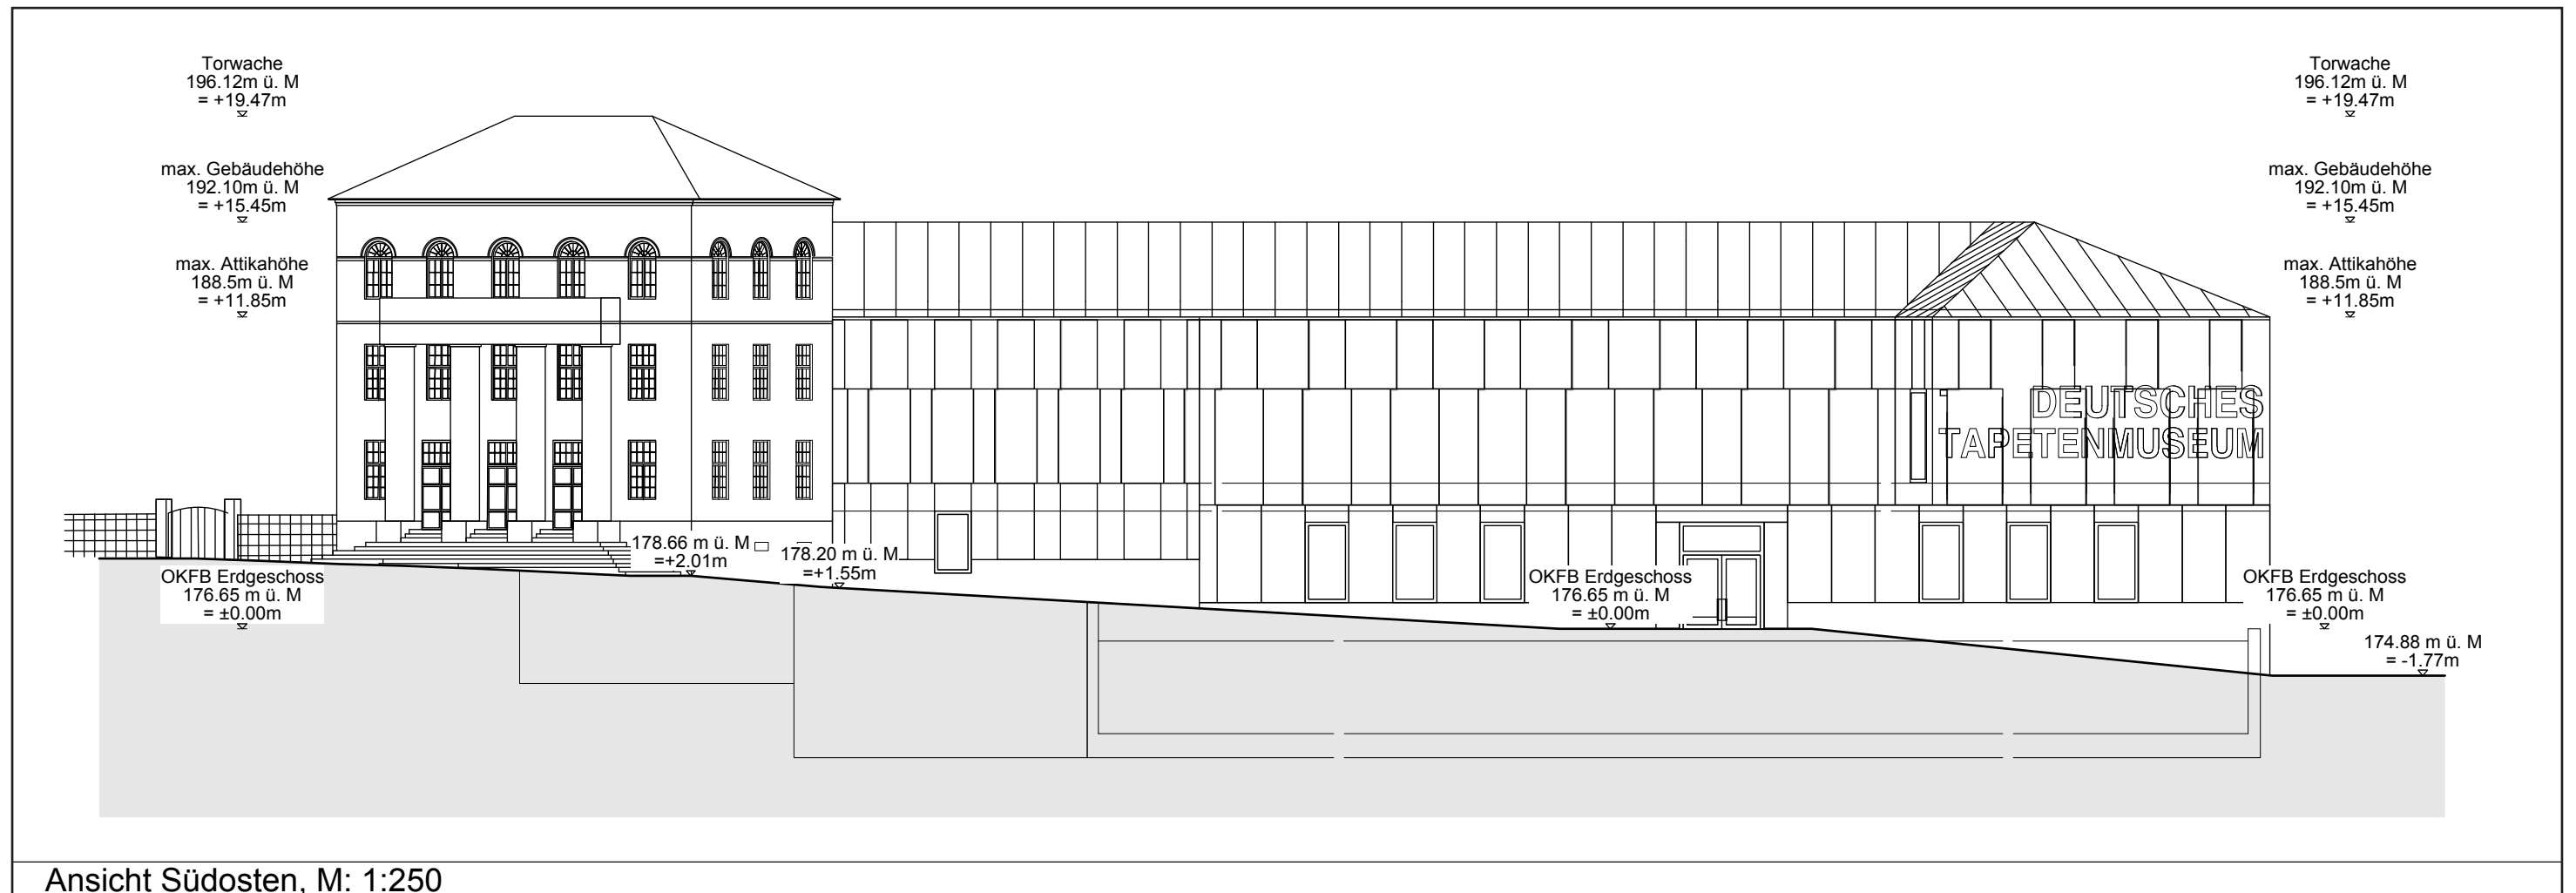 Torwache
196.12m ü. M
= +19.47m
Torwache
196.12m ü. M
= +19.47m
max. Gebäudehöhe
192.10m ü. M
= +15.45m
max. Gebäudehöhe
192.10m ü. M
= +15.45m
max. Attikahöhe
188.5m ü. M
= +11.85m
max. Attikahöhe
188.5m ü. M
= +11.85m
DEUTSCHES
TAPETENMUSEUM
178.66 m ü. M
=+2.01m
178.20 m ü. M
=+1.55m
OKFB Erdgeschoss
176.65 m ü. M
= ±0.00m
OKFB Erdgeschoss
176.65 m ü. M
= ±0.00m
OKFB Erdgeschoss
176.65 m ü. M
= ±0.00m
174.88 m ü. M
= -1.77m
Ansicht Südosten, M: 1:250